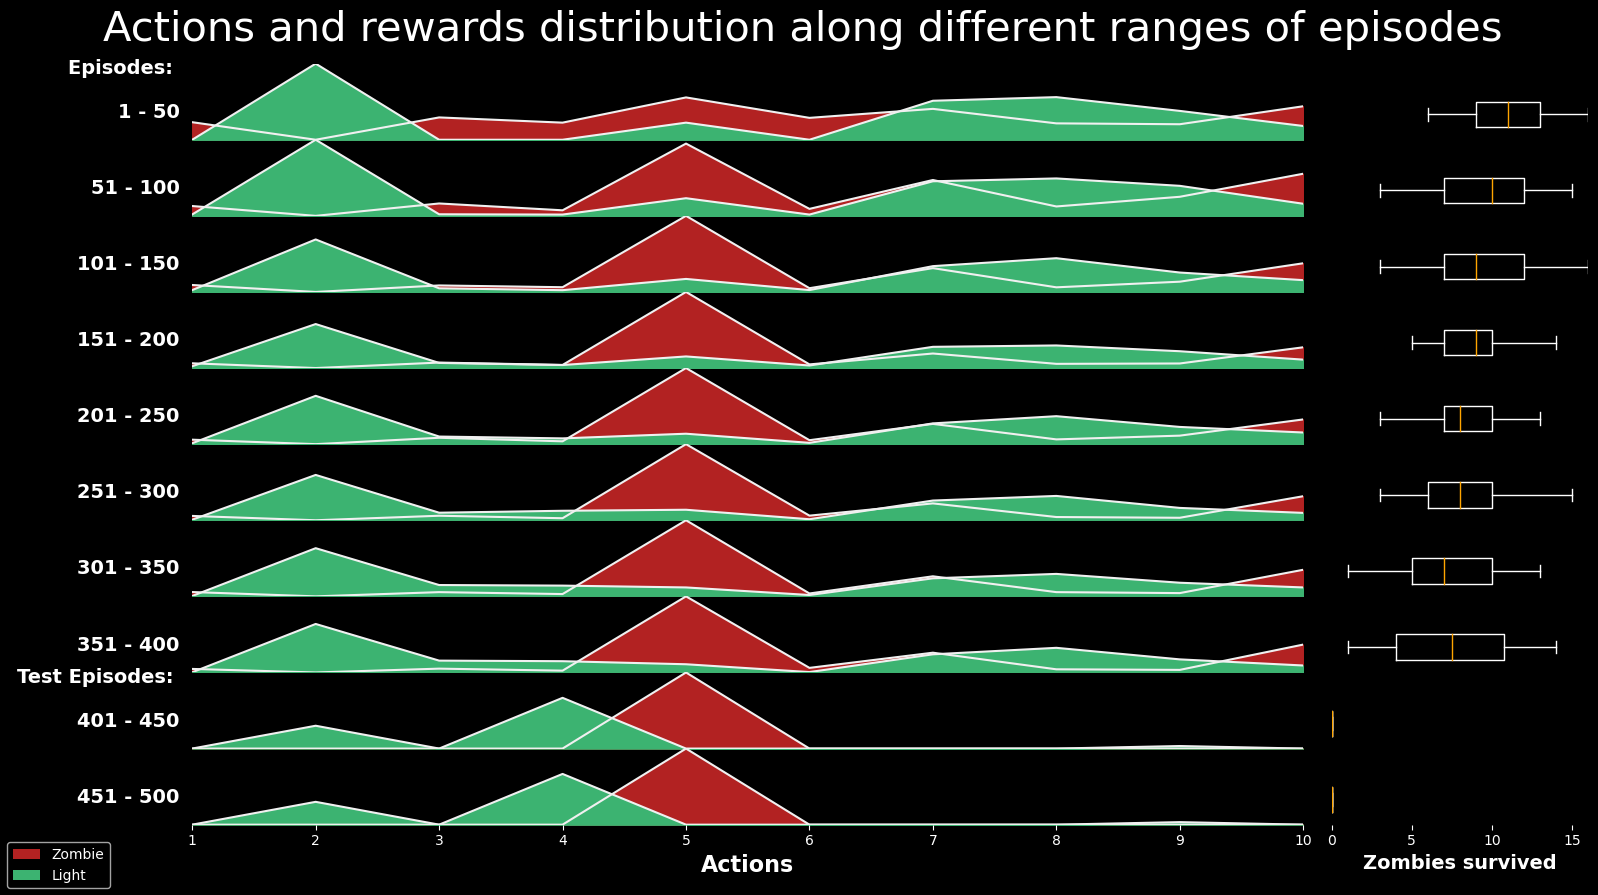 Actions and rewards distribution along different ranges of episodes
Episodes:
1 - 50
51 - 100
101 - 150
151 - 200
201 - 250
251 - 300
301 - 350
351 - 400
Test Episodes:
401 - 450
451 - 500
1 2 3 4 5 6 7 8 9 10
0 5 10 15
Actions
Zombies survived
Zombie
Light